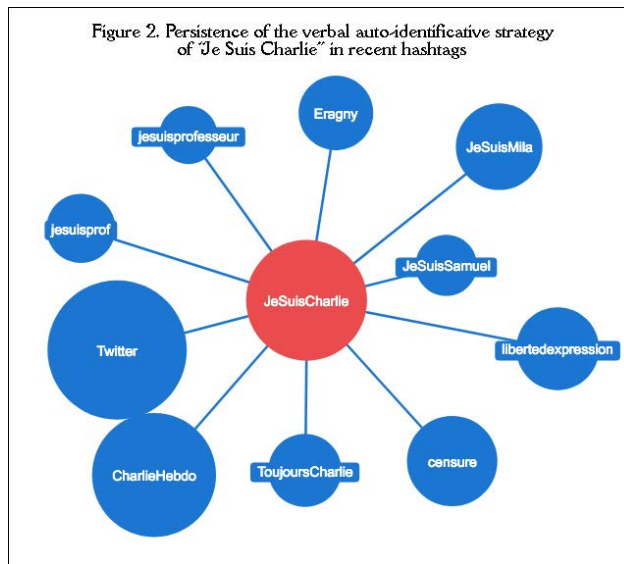 Figure 2. Persistence of the verbal auto-identificative strategy
of "Je Suis Charlie" in recent hashtags
Eragny
jesuisprofesseur
JeSuisMila
jesuisprof
JeSuisSamuel
JeSuisCharlie
Twitter
libertedexpression
CharlieHebdo
ToujoursCharlie
censure